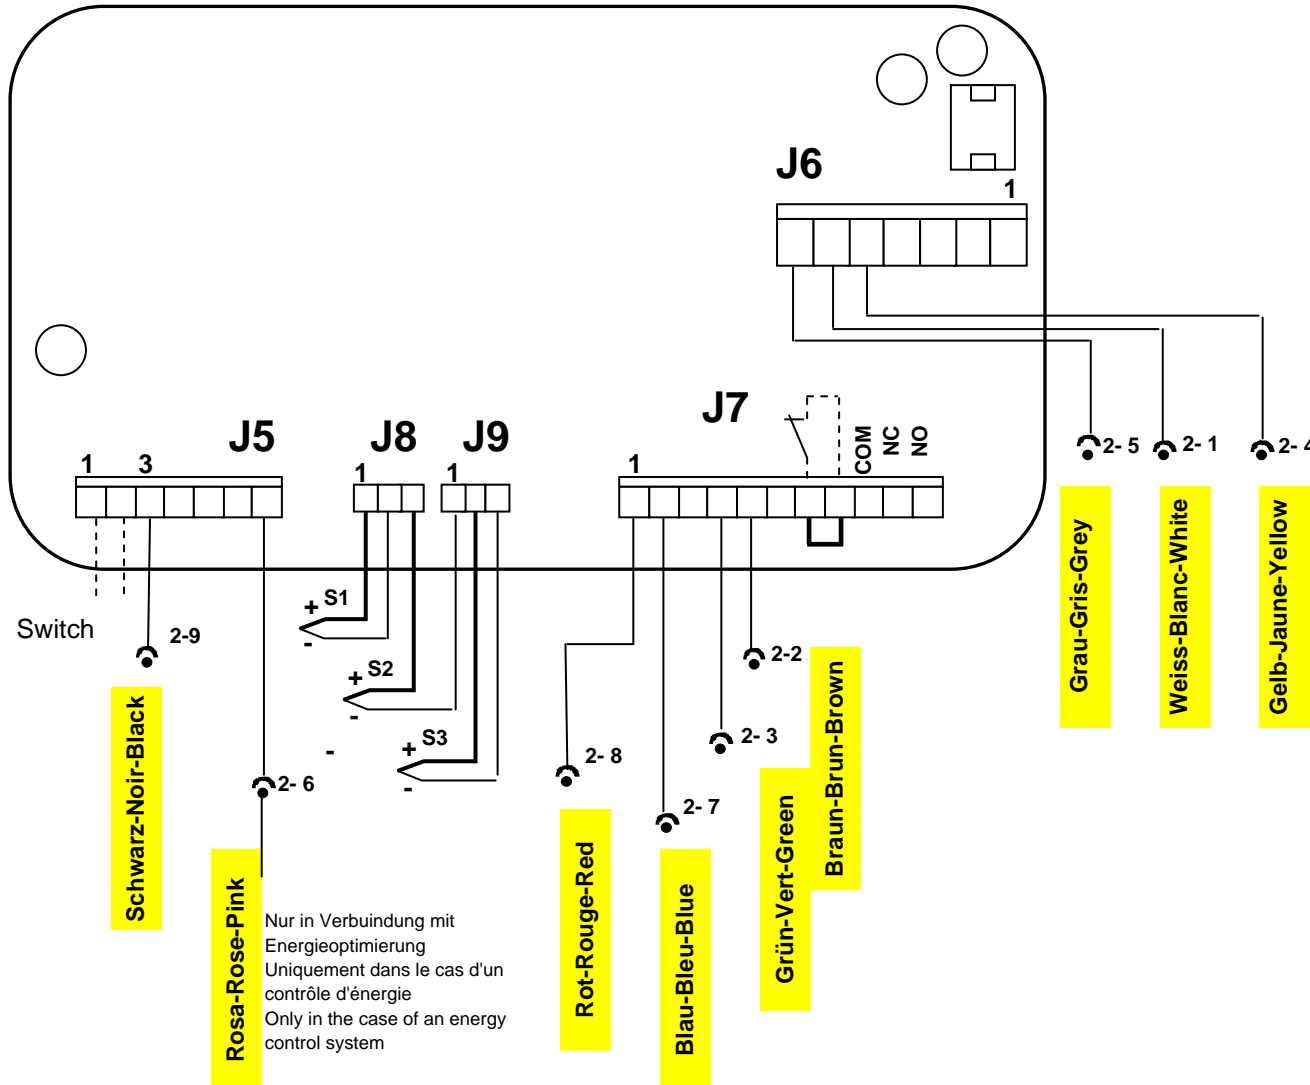 J6
1
J7
COM
NC
NO
1
J5
1
3
J8
1
J9
1
2- 5
2- 1
2- 4
Grau-Gris-Grey
Weiss-Blanc-White
Gelb-Jaune-Yellow
Switch
2-9
Schwarz-Noir-Black
+ S1
-
+ S2
-
-
+ S3
-
2- 6
Rosa-Rose-Pink
Nur in Verbuindung mit
Energieoptimierung
Uniquement dans le cas d'un
contrôle d'énergie
Only in the case of an energy
control system
2- 8
Rot-Rouge-Red
2- 7
Blau-Bleu-Blue
2- 3
Grün-Vert-Green
2-2
Braun-Brun-Brown